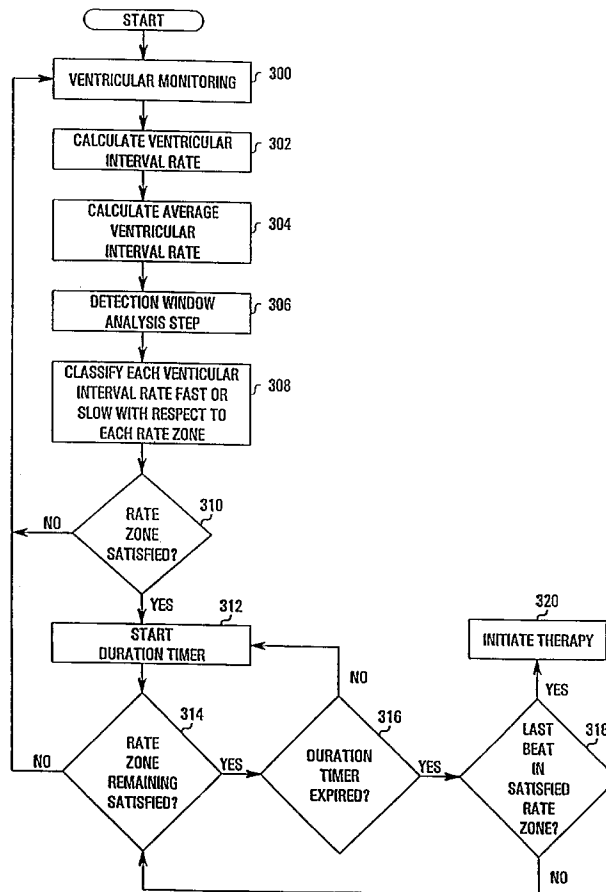 START
VENTRICULAR MONITORING
300
CALCULATE VENTRICULAR
INTERVAL RATE
302
CALCULATE AVERAGE
VENTRICULAR
INTERVAL RATE
304
DETECTION WINDOW
ANALYSIS STEP
306
CLASSIFY EACH VENTICULAR
INTERVAL RATE FAST OR
SLOW WITH RESPECT TO
EACH RATE ZONE
308
RATE
ZONE
SATISFIED?
310
NO
YES
START
DURATION TIMER
312
RATE
ZONE
REMAINING
SATISFIED?
314
NO
YES
DURATION
TIMER
EXPIRED?
316
NO
YES
LAST
BEAT IN
SATISFIED
RATE
ZONE?
318
YES
NO
INITIATE THERAPY
320